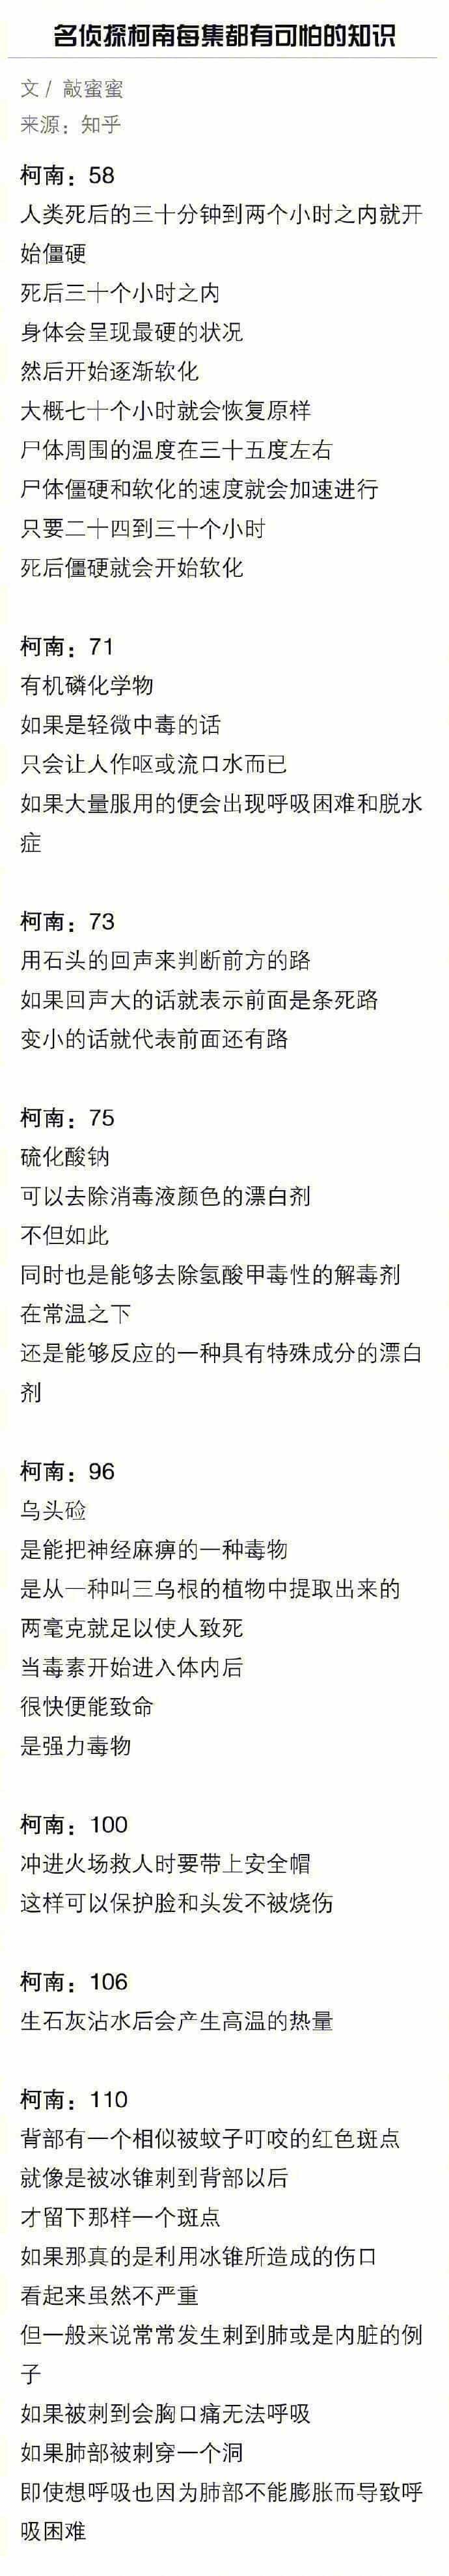 名侦探柯南每集都有可怕的知识
文 / 敲蜜蜜
来源：知乎
柯南：58
人类死后的三十分钟到两个小时之内就开
始僵硬
死后三十个小时之内
身体会呈现最硬的状况
然后开始逐渐软化
大概七十个小时就会恢复原样
尸体周围的温度在三十五度左右
尸体僵硬和软化的速度就会加速进行
只要二十四到三十个小时
死后僵硬就会开始软化
柯南：71
有机磷化学物
如果是轻微中毒的话
只会让人作呕或流口水而已
如果大量服用的便会出现呼吸困难和脱水
症
柯南：73
用石头的回声来判断前方的路
如果回声大的话就表示前面是条死路
变小的话就代表前面还有路
柯南：75
硫化酸钠
可以去除消毒液颜色的漂白剂
不但如此
同时也是能够去除氢酸甲毒性的解毒剂
在常温之下
还是能够反应的一种具有特殊成分的漂白
剂
柯南：96
乌头硷
是能把神经麻痹的一种毒物
是从一种叫三乌根的植物中提取出来的
两毫克就足以使人致死
当毒素开始进入体内后
很快便能致命
是强力毒物
柯南：100
冲进火场救人时要带上安全帽
这样可以保护脸和头发不被烧伤
柯南：106
生石灰沾水后会产生高温的热量
柯南：110
背部有一个相似被蚊子叮咬的红色斑点
就像是被冰锥刺到背部以后
才留下那样一个斑点
如果那真的是利用冰锥所造成的伤口
看起来虽然不严重
但一般来说常常发生刺到肺或是内脏的例
子
如果被刺到会胸口痛无法呼吸
如果肺部被刺穿一个洞
即使想呼吸也因为肺部不能膨胀而导致呼
吸困难